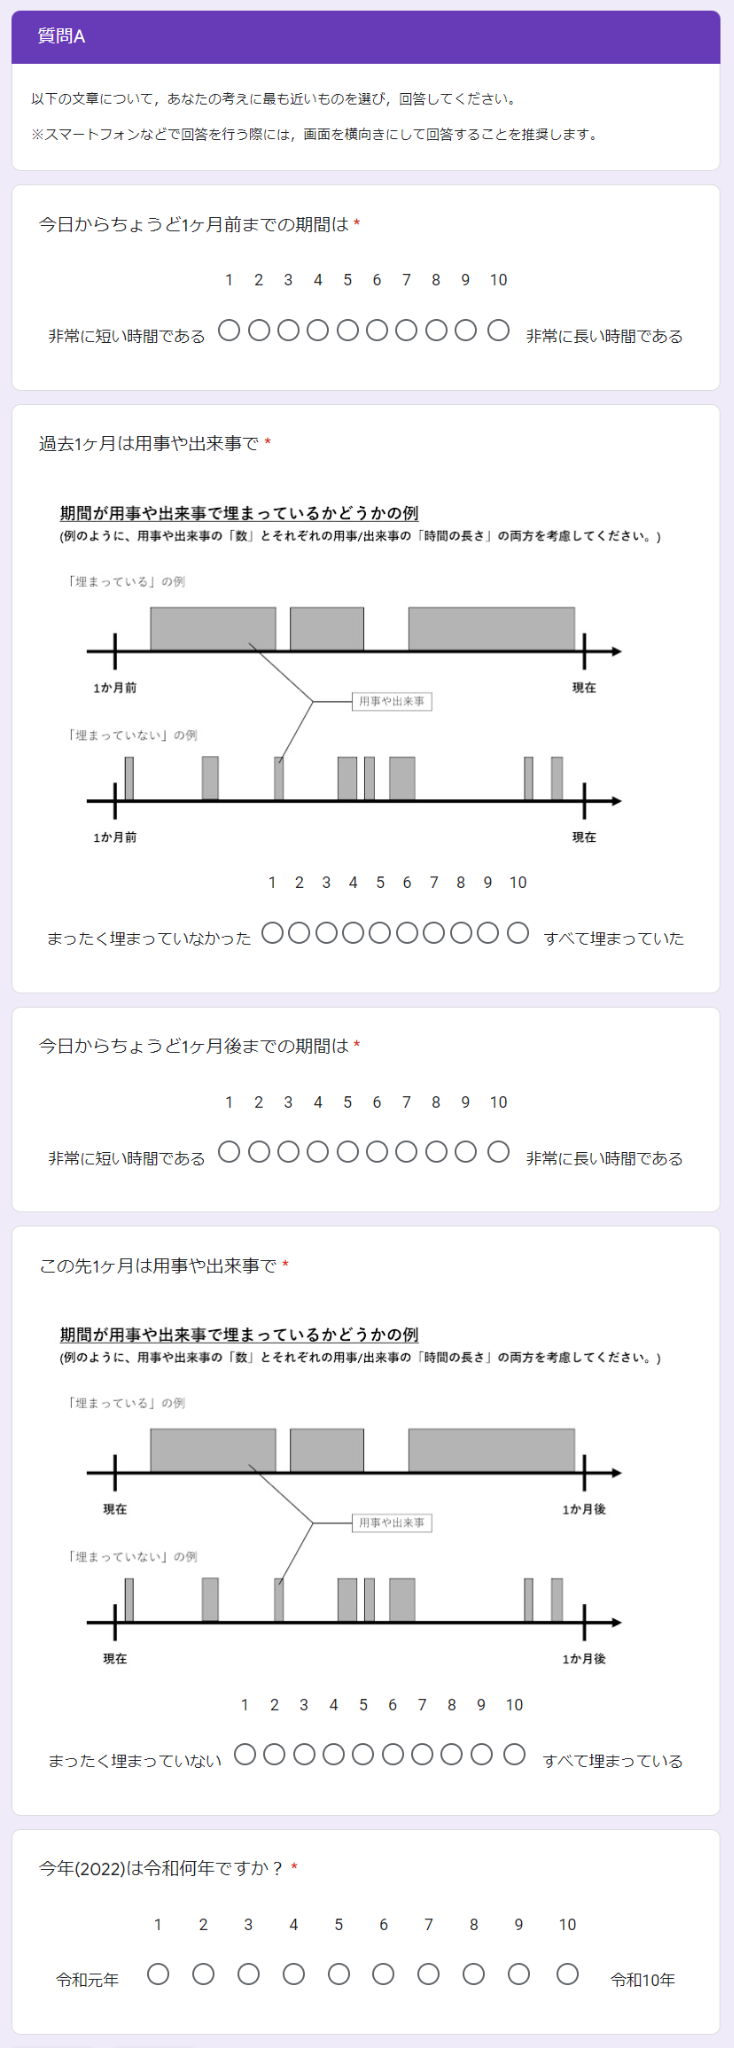 質問A
以下の文章について，あなたの考えに最も近いものを選び，回答してください。
※スマートフォンなどで回答を行う際には，画面を横向きにして回答することを推奨します。
今日からちょうど1ヶ月前までの期間は *
1 2 3 4 5 6 7 8 9 10
非常に短い時間である 非常に長い時間である
過去1ヶ月は用事や出来事で *
期間が用事や出来事で埋まっているかどうかの例
(例のように、用事や出来事の「数」とそれぞれの用事/出来事の「時間の長さ」の両方を考慮してください。)
「埋まっている」の例
1か月前 現在
用事や出来事
「埋まっていない」の例
1か月前 現在
1 2 3 4 5 6 7 8 9 10
まったく埋まっていなかった すべて埋まっていた
今日からちょうど1ヶ月後までの期間は *
1 2 3 4 5 6 7 8 9 10
非常に短い時間である 非常に長い時間である
この先1ヶ月は用事や出来事で *
期間が用事や出来事で埋まっているかどうかの例
(例のように、用事や出来事の「数」とそれぞれの用事/出来事の「時間の長さ」の両方を考慮してください。)
「埋まっている」の例
現在 1か月後
用事や出来事
「埋まっていない」の例
現在 1か月後
1 2 3 4 5 6 7 8 9 10
まったく埋まっていない すべて埋まっている
今年(2022)は令和何年ですか？ *
1 2 3 4 5 6 7 8 9 10
令和元年 令和10年